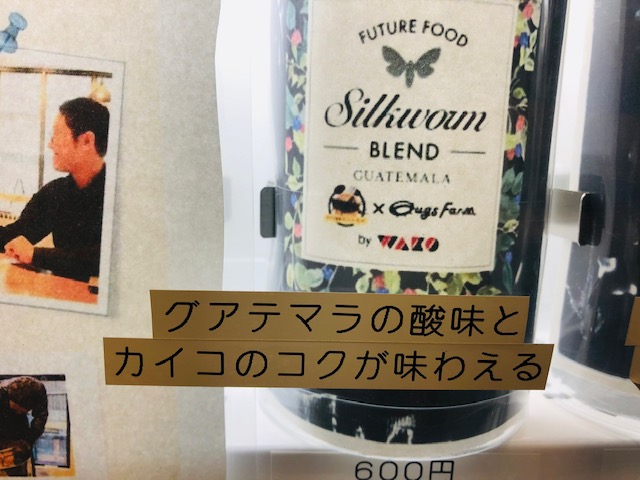 FUTURE FOOD
Silkworm
BLEND
GUATEMALA
× Bugs Farm
by WAKO
グアテマラの酸味と
カイコのコクが味わえる
600円